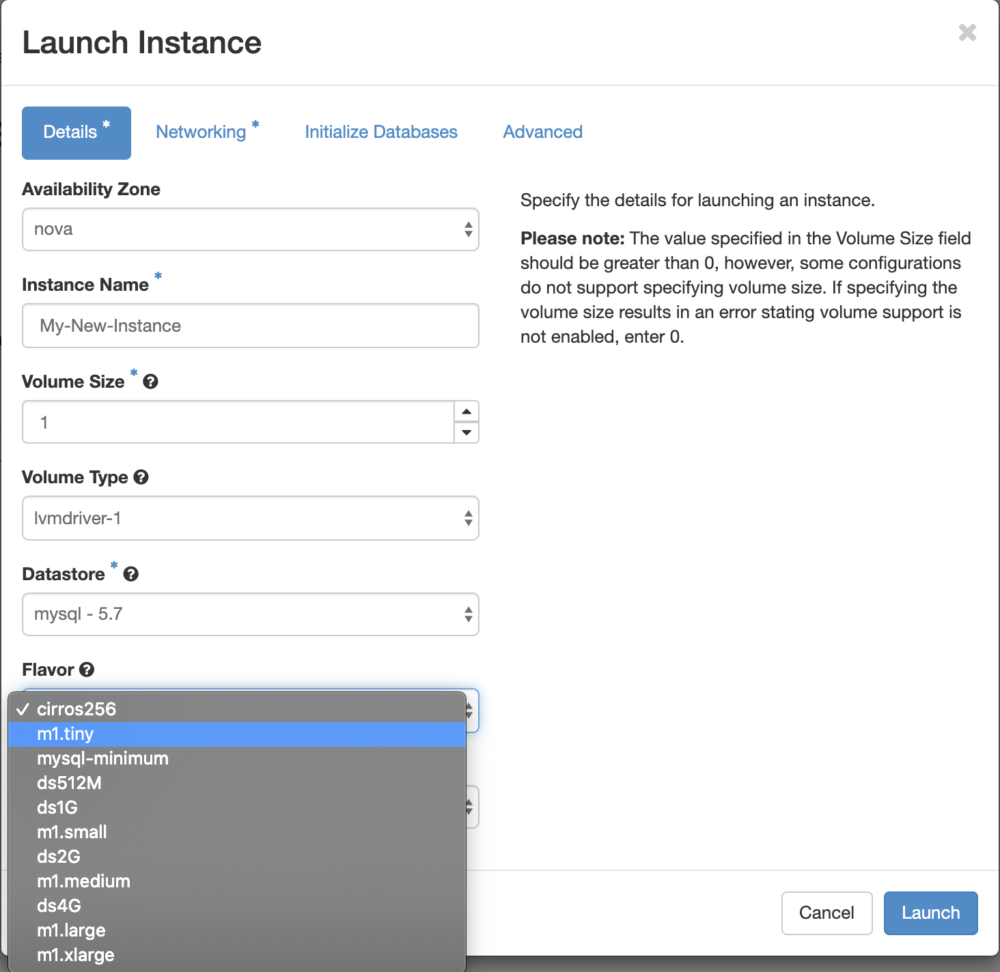 Launch Instance
Details * Networking * Initialize Databases Advanced
Availability Zone
nova
Instance Name *
My-New-Instance
Volume Size *
1
Volume Type
lvmdriver-1
Datastore *
mysql - 5.7
Flavor
cirros256
m1.tiny
mysql-minimum
ds512M
ds1G
m1.small
ds2G
m1.medium
ds4G
m1.large
m1.xlarge
Specify the details for launching an instance.
Please note: The value specified in the Volume Size field
should be greater than 0, however, some configurations
do not support specifying volume size. If specifying the
volume size results in an error stating volume support is
not enabled, enter 0.
Cancel Launch